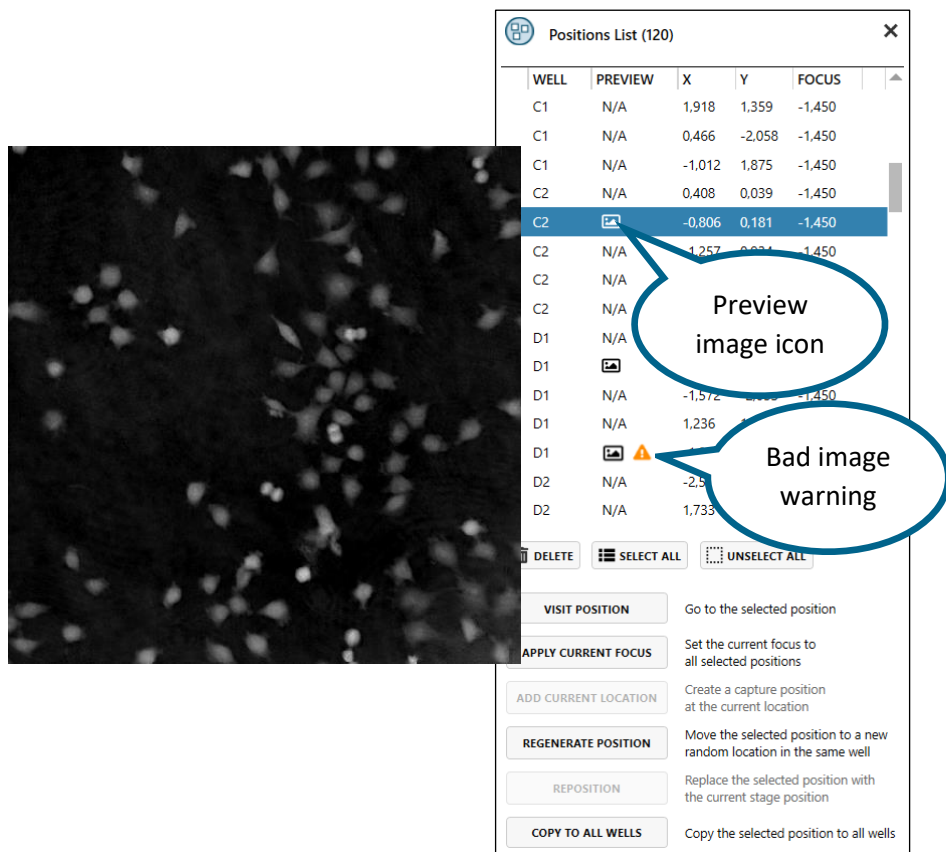 Positions List (120)
WELL PREVIEW X Y FOCUS
C1 N/A 1,918 1,359 -1,450
C1 N/A 0,466 -2,058 -1,450
C1 N/A -1,012 1,875 -1,450
C2 N/A 0,408 0,039 -1,450
C2 -0,806 0,181 -1,450
C2 N/A -1,257 -1,450
C2 N/A
C2 N/A
Preview
image icon
D1 N/A
D1
D1 N/A -1,572 -1,450
D1 N/A 1,236
D1
Bad image
warning
D2 N/A
D2 N/A 1,733
DELETE SELECT ALL UNSELECT ALL
VISIT POSITION Go to the selected position
APPLY CURRENT FOCUS Set the current focus to
all selected positions
ADD CURRENT LOCATION Create a capture position
at the current location
REGENERATE POSITION Move the selected position to a new
random location in the same well
REPOSITION Replace the selected position with
the current stage position
COPY TO ALL WELLS Copy the selected position to all wells